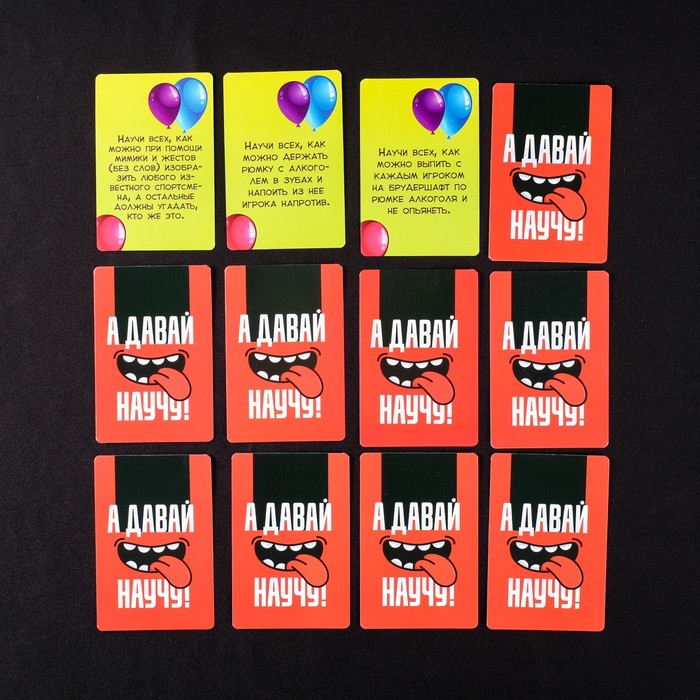 Научи всех, как
можно при помощи
мимики и жестов
(без слов) изобра-
зить любого из-
вестного спортсме-
на, а остальные
должны угадать,
кто же это.
Научи всех, как
можно держать
рюмку с алкого-
лем в зубах и
напоить из нее
игрока напротив.
Научи всех, как
можно выпить с
каждым игроком
на брудершафт по
рюмке алкоголя и
не опьянеть.
А ДАВАЙ
НАУЧУ!
А ДАВАЙ
НАУЧУ!
А ДАВАЙ
НАУЧУ!
А ДАВАЙ
НАУЧУ!
А ДАВАЙ
НАУЧУ!
А ДАВАЙ
НАУЧУ!
А ДАВАЙ
НАУЧУ!
А ДАВАЙ
НАУЧУ!
А ДАВАЙ
НАУЧУ!